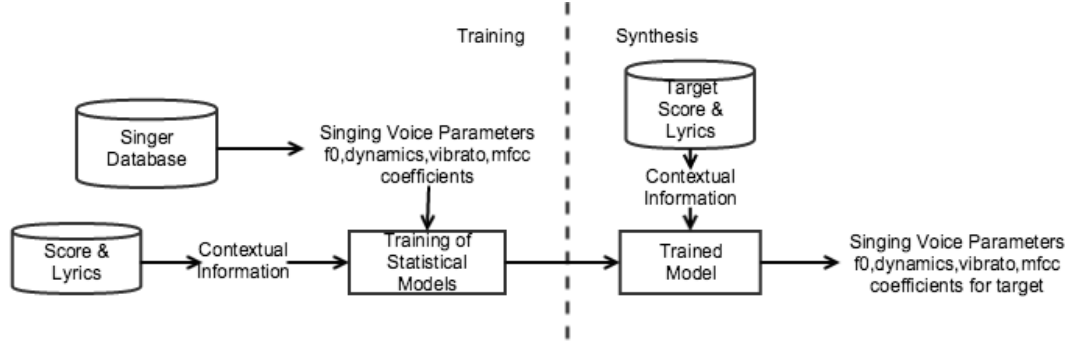 Training
Synthesis
Singer
Database
Singing Voice Parameters
f0,dynamics,vibrato,mfcc
coefficients
Target
Score &
Lyrics
Contextual
Information
Score &
Lyrics
Contextual
Information
Training of
Statistical
Models
Trained
Model
Singing Voice Parameters
f0,dynamics,vibrato,mfcc
coefficients for target